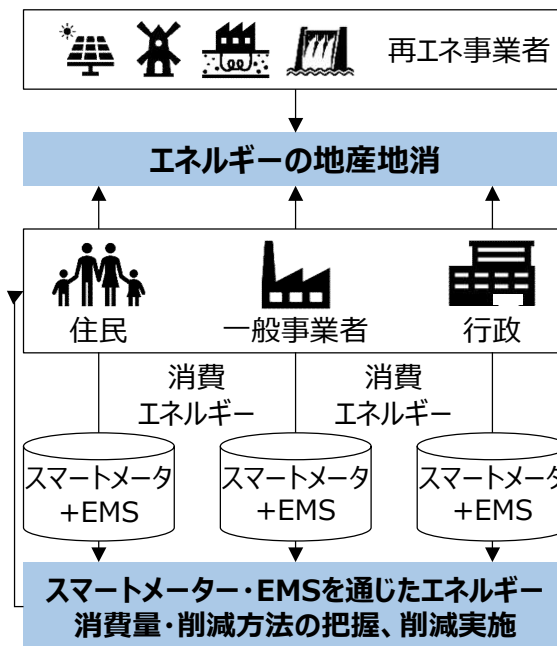 再エネ事業者
エネルギーの地産地消
住民
一般事業者
行政
消費
エネルギー
消費
エネルギー
スマートメータ
+EMS
スマートメータ
+EMS
スマートメータ
+EMS
スマートメーター・EMSを通じたエネルギー
消費量・削減方法の把握、削減実施